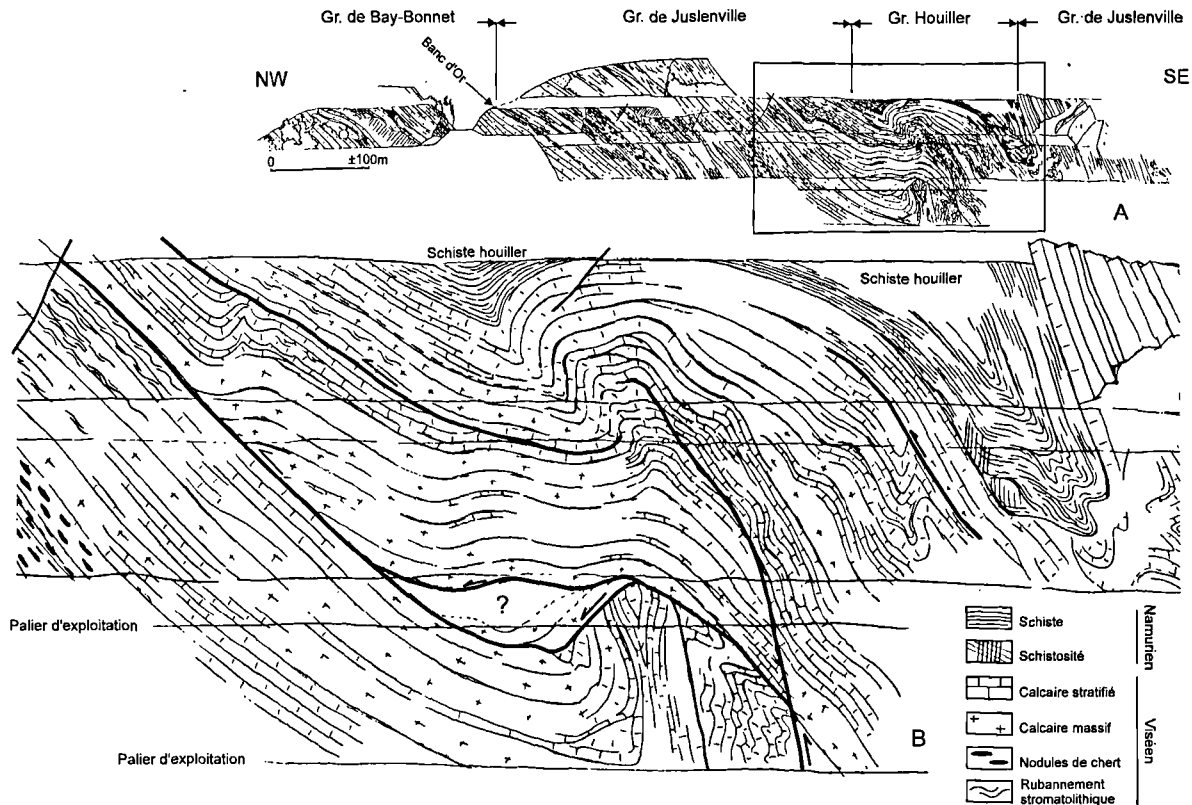 Gr. de Bay-Bonnet
Gr. de Juslenville
Gr. Houiller
Gr. de Juslenville
Banc d'Or
NW
SE
0
±100m
A
Schiste houiller
Schiste houiller
?
Palier d'exploitation
Palier d'exploitation
B
Schiste
Schistosité
Calcaire stratifié
Calcaire massif
Nodules de chert
Rubannement
stromatolithique
Namurien
Viséen